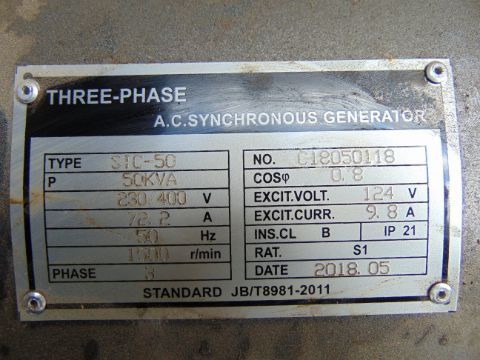 THREE-PHASE
A.C.SYNCHRONOUS GENERATOR
TYPE STC-50
P 50KVA
230.400 V
72.2 A
50 Hz
1500 r/min
PHASE 3
NO. C18050118
COSφ 0.8
EXCIT.VOLT. 124 V
EXCIT.CURR. 9.8 A
INS.CL B IP 21
RAT. S1
DATE 2018.05
STANDARD JB/T8981-2011